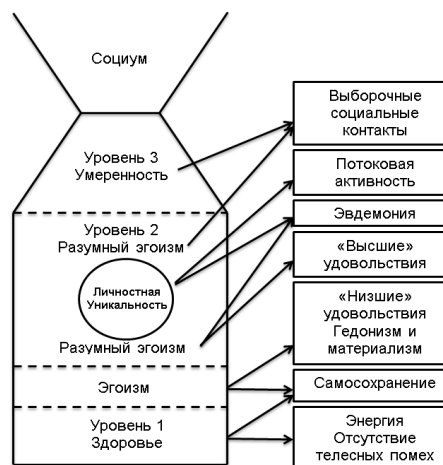 Социум
Уровень 3
Умеренность
Уровень 2
Разумный эгоизм
Личностная
Уникальность
Разумный эгоизм
Эгоизм
Уровень 1
Здоровье
Выборочные
социальные
контакты
Потоковая
активность
Эвдемония
«Высшие»
удовольствия
«Низшие»
удовольствия
Гедонизм и
материализм
Самосохранение
Энергия
Отсутствие
телесных помех